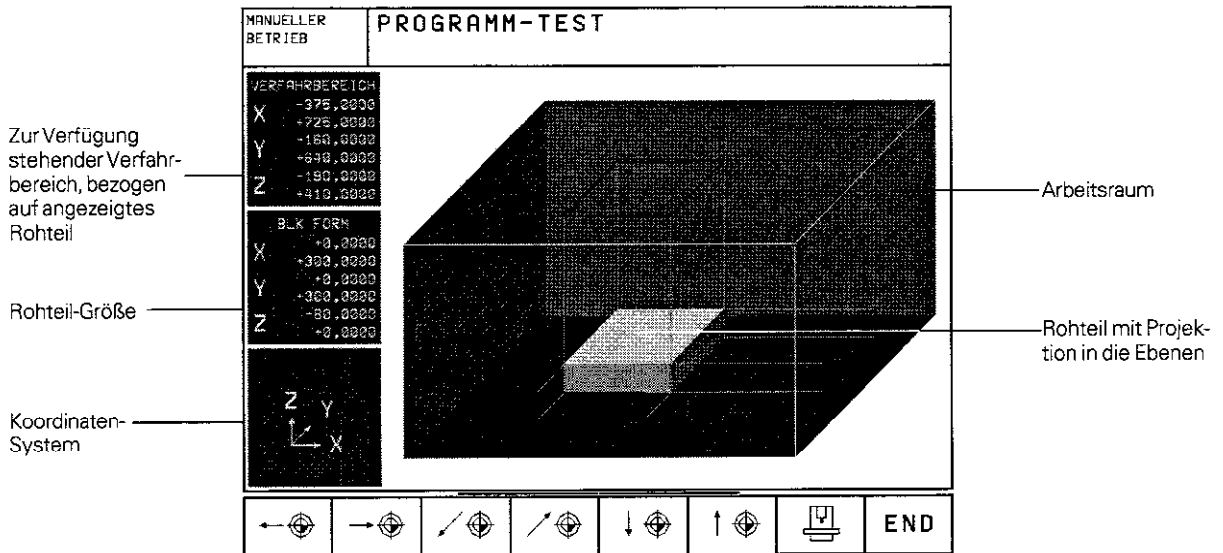 MANUELLER
BETRIEB
PROGRAMM-TEST
VERFAHRBEREICH
X -375,0000
+725,0000
Y -160,0000
+640,0000
Z -190,0000
+410,0000
BLK FORM
X +0,0000
+300,0000
Y +0,0000
+300,0000
Z -80,0000
+0,0000
Z Y
X
Zur Verfügung
stehender Verfahr-
bereich, bezogen
auf angezeigtes
Rohteil
Rohteil-Größe
Koordinaten-
System
Arbeitsraum
Rohteil mit Projek-
tion in die Ebenen
END